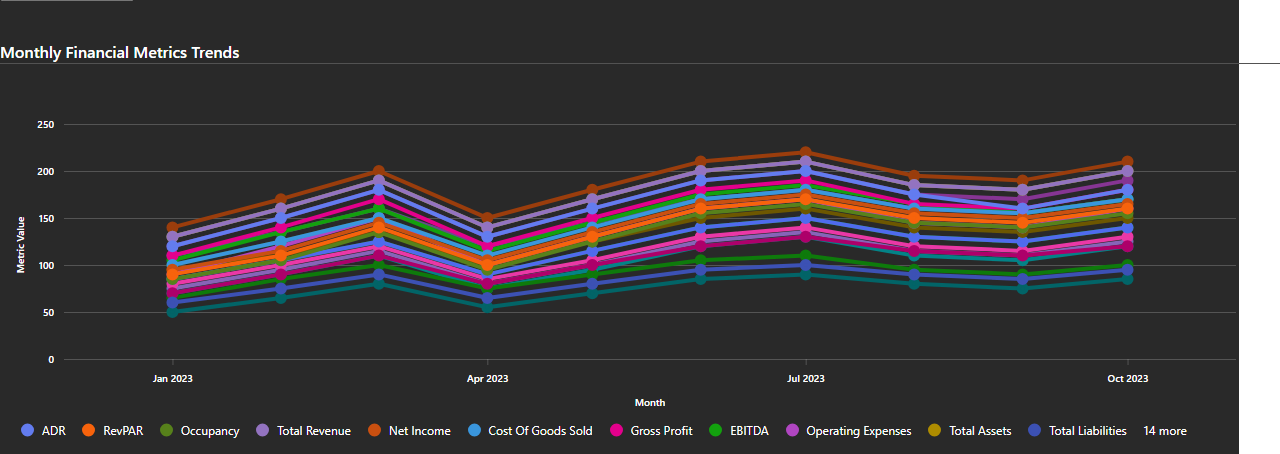 Monthly Financial Metrics Trends
250
200
150
100
50
0
Metric Value
Jan 2023 Apr 2023 Jul 2023 Oct 2023
Month
ADR RevPAR Occupancy Total Revenue Net Income Cost Of Goods Sold Gross Profit EBITDA Operating Expenses Total Assets Total Liabilities 14 more